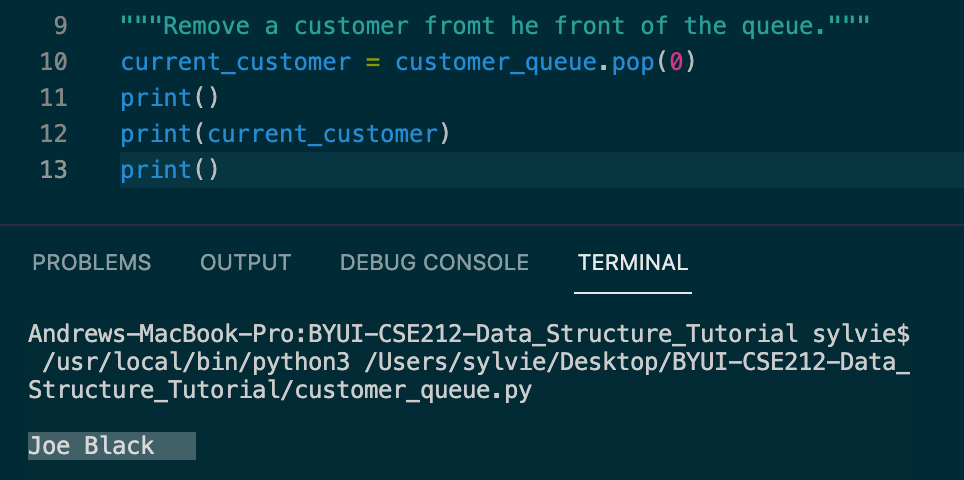 9 """Remove a customer fromt he front of the queue."""
10 current_customer = customer_queue.pop(0)
11 print()
12 print(current_customer)
13 print()
PROBLEMS OUTPUT DEBUG CONSOLE TERMINAL
Andrews-MacBook-Pro:BYUI-CSE212-Data_Structure_Tutorial sylvie$
/usr/local/bin/python3 /Users/sylvie/Desktop/BYUI-CSE212-Data_
Structure_Tutorial/customer_queue.py
Joe Black